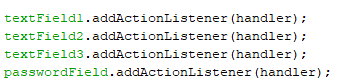 textField1.addActionListener(handler);
textField2.addActionListener(handler);
textField3.addActionListener(handler);
passwordField.addActionListener(handler);